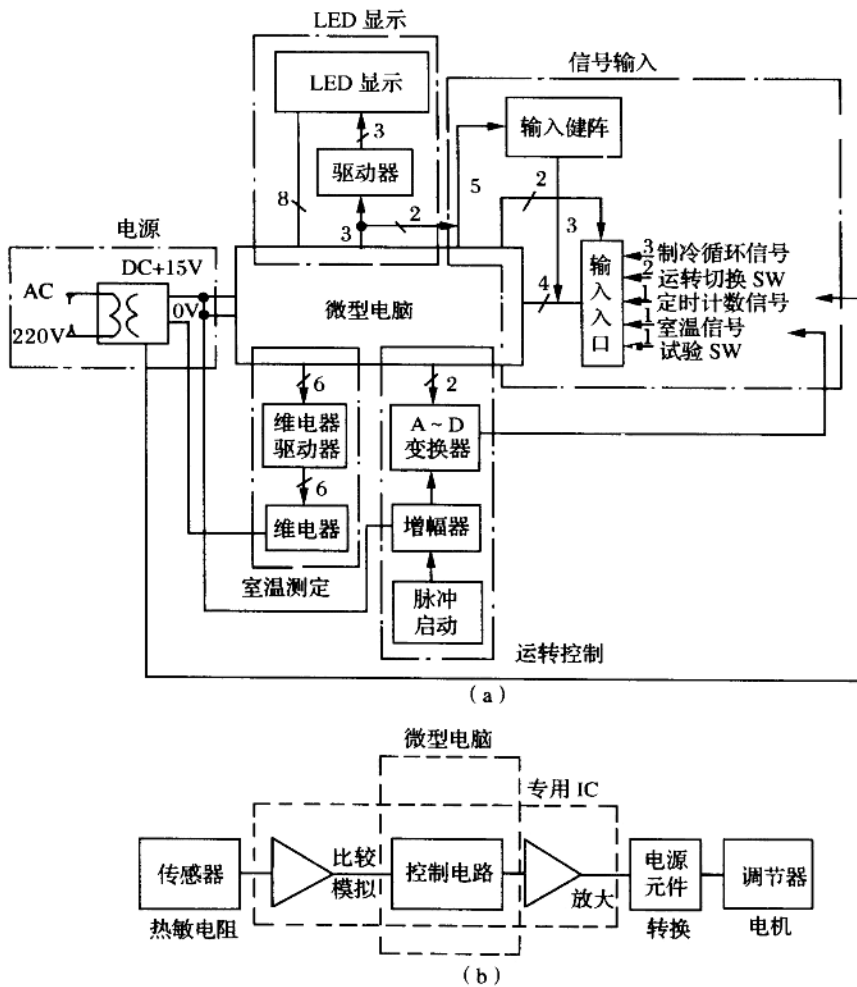 LED 显示
LED 显示
3
驱动器
8
3
2
信号输入
输入健阵
5
2
3
4
输
入
入
口
3 制冷循环信号
2 运转切换 SW
1 定时计数信号
1 室温信号
1 试验 SW
电源
DC+15V
AC
0V
220V
微型电脑
6
维电器
驱动器
6
维电器
室温测定
2
A~D
变换器
增幅器
脉冲
启动
运转控制
(a)
微型电脑
专用 IC
传感器
热敏电阻
比较
模拟
控制电路
放大
电源
元件
转换
调节器
电机
(b)